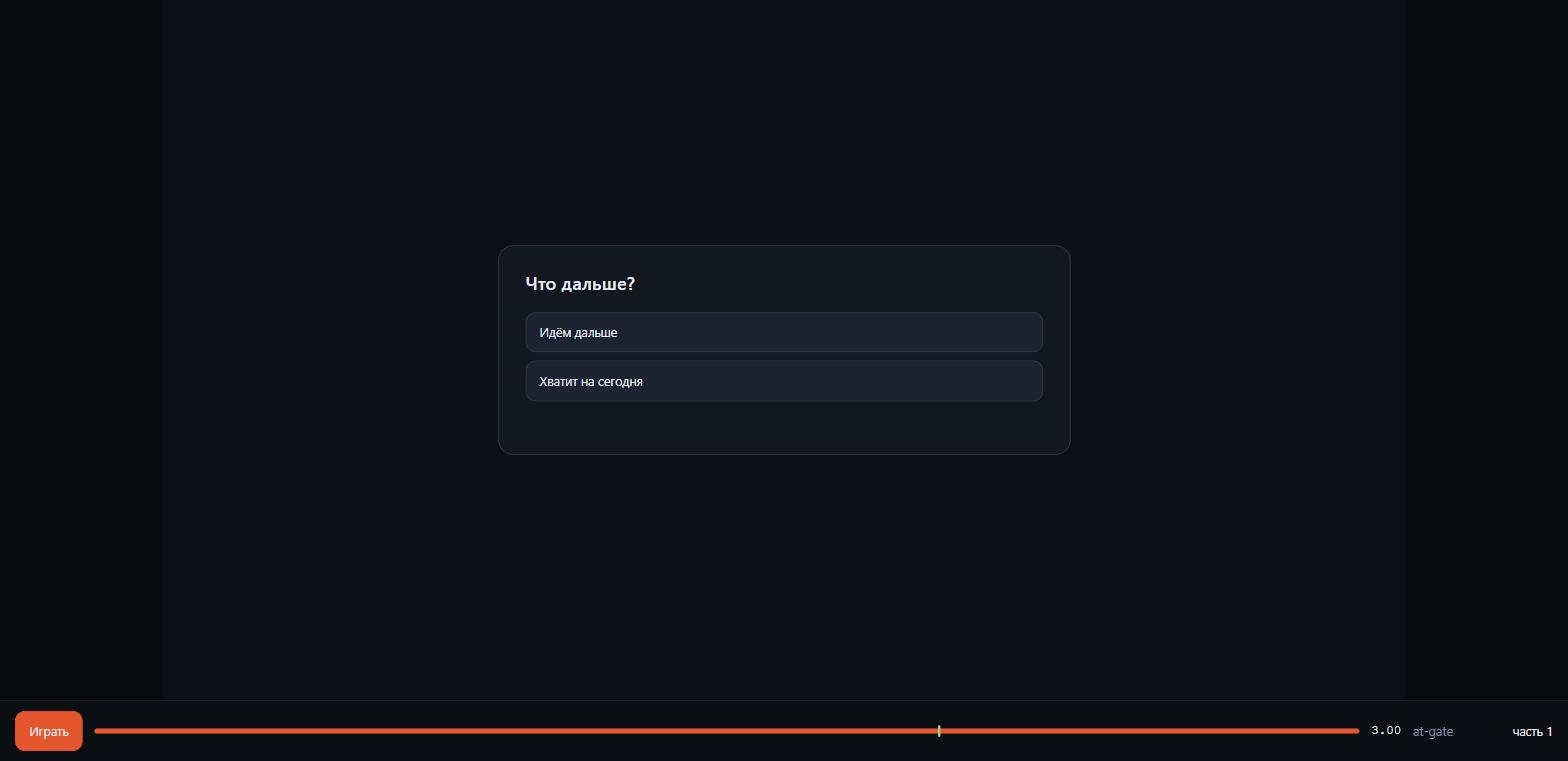 Что дальше?
Идём дальше
Хватит на сегодня
Играть
3.00
at-gate
часть 1